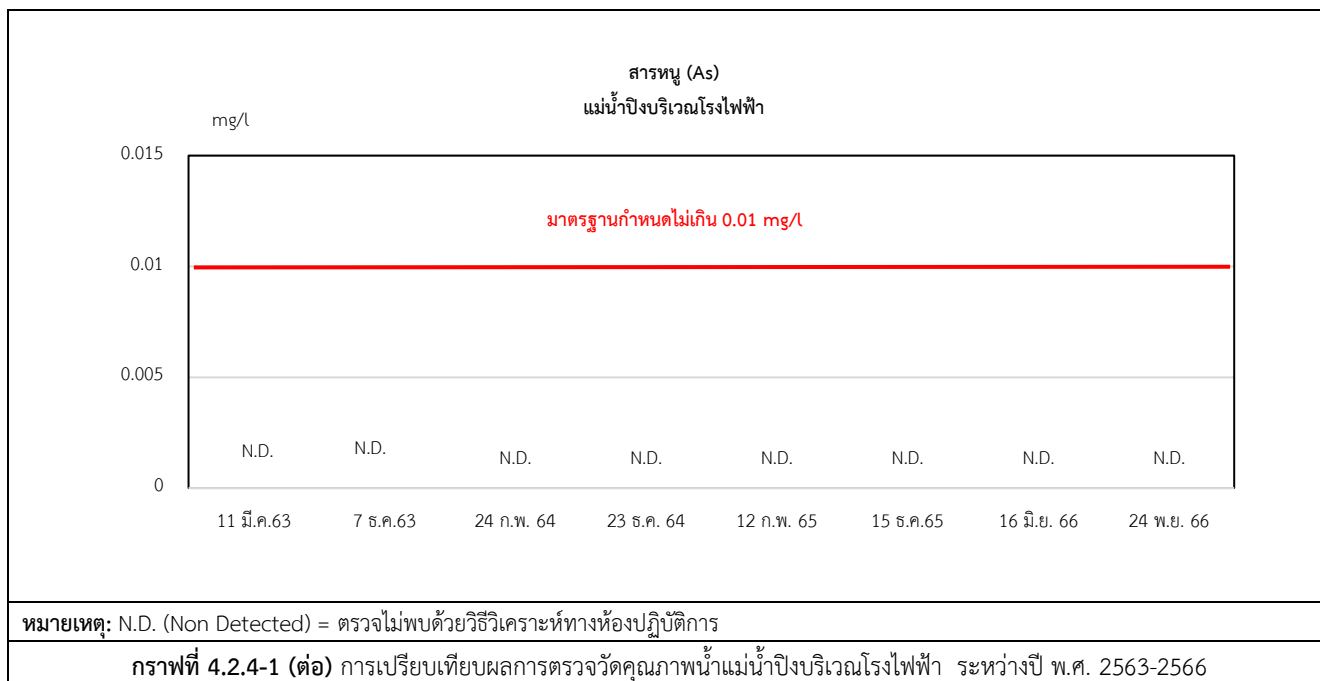 สารหนู (As)
แม่น้ำปิงบริเวณโรงไฟฟ้า
mg/l
0.015
มาตรฐานกำหนดไม่เกิน 0.01 mg/l
0.01
0.005
N.D. N.D. N.D. N.D. N.D. N.D. N.D. N.D.
0
11 มี.ค.63 7 ธ.ค.63 24 ก.พ. 64 23 ธ.ค. 64 12 ก.พ. 65 15 ธ.ค.65 16 มิ.ย. 66 24 พ.ย. 66
หมายเหตุ: N.D. (Non Detected) = ตรวจไม่พบด้วยวิธีวิเคราะห์ทางห้องปฏิบัติการ
กราฟที่ 4.2.4-1 (ต่อ) การเปรียบเทียบผลการตรวจวัดคุณภาพน้ำแม่น้ำปิงบริเวณโรงไฟฟ้า ระหว่างปี พ.ศ. 2563-2566